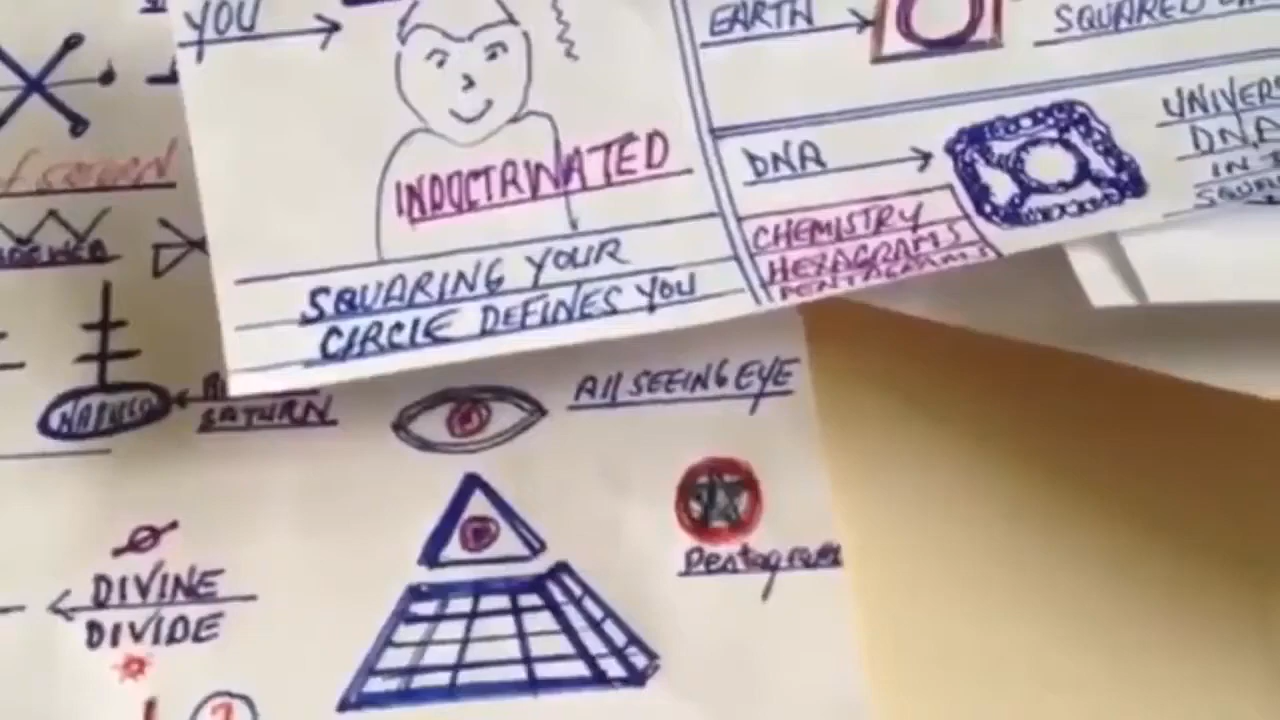 YOU
INDOCTRINATED
SQUARING YOUR
CIRCLE DEFINES YOU
EARTH
SQUARED
DNA
CHEMISTRY
HEXAGRAMS
PENTAGRAMS
DNA
IN
SATURN
All SEEING EYE
Pentagram
DIVINE
DIVIDE